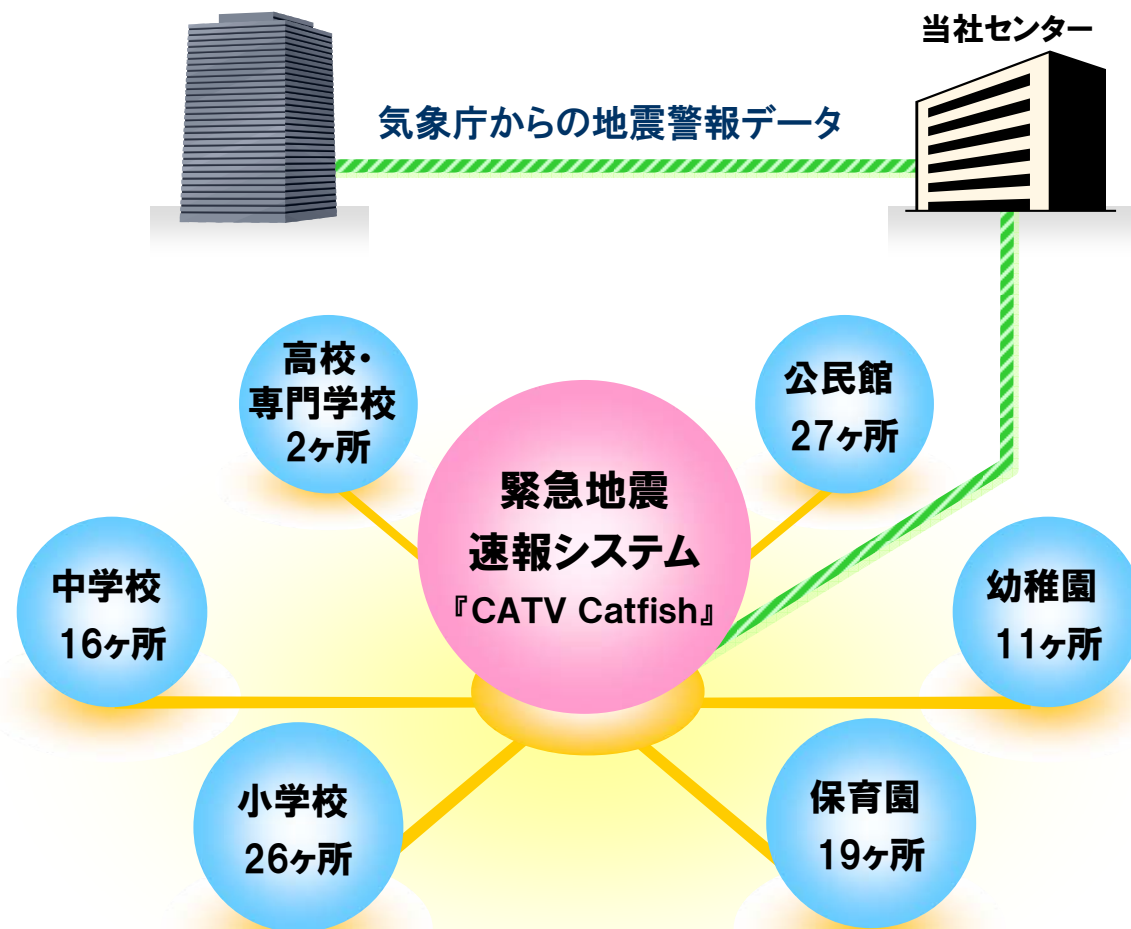 当社センター
気象庁からの地震警報データ
高校・
専門学校
2ヶ所
公民館
27ヶ所
緊急地震
速報システム
『CATV Catfish』
中学校
16ヶ所
幼稚園
11ヶ所
小学校
26ヶ所
保育園
19ヶ所